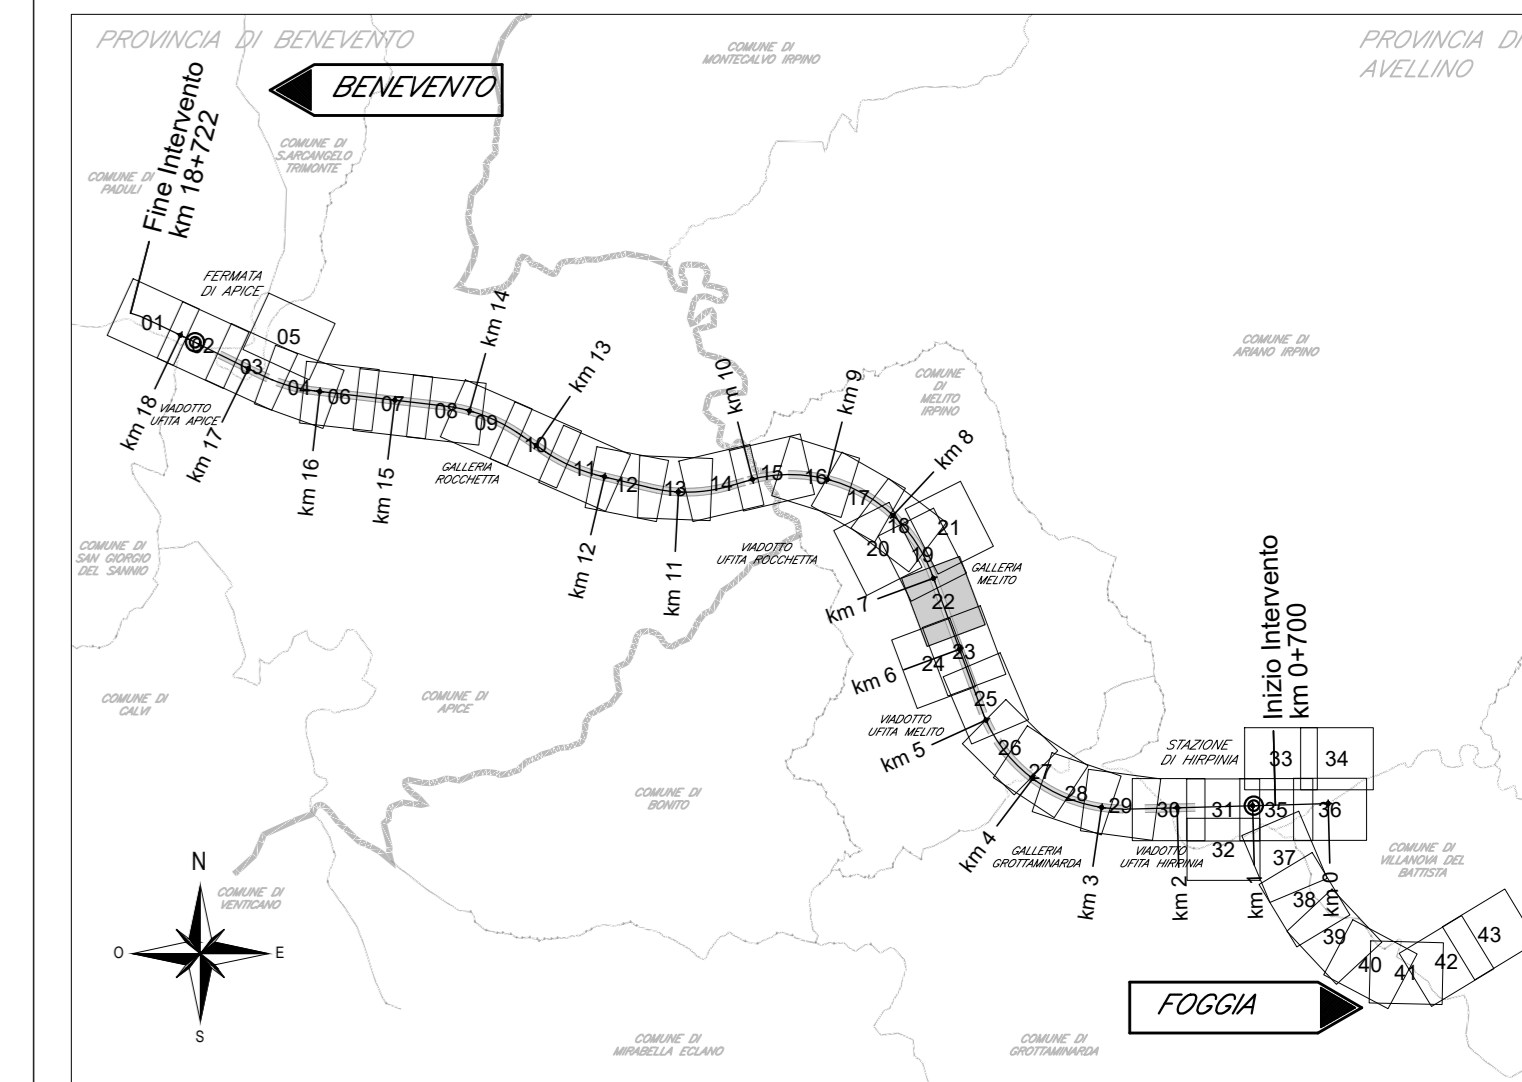 PROVINCIA DI BENEVENTO
PROVINCIA DI
AVELLINO
COMUNE DI
MONTECALVO IRPINO
BENEVENTO
Fine Intervento
km 18+722
COMUNE DI
S.ARCANGELO
TRIMONTE
COMUNE DI
PADULI
FERMATA
DI APICE
01
02
03
04
05
06
07
08
09
10
11
12
13
14
15
16
17
18
19
20
21
22
23
24
25
26
27
28
29
30
31
32
33
34
35
36
37
38
39
40
41
42
43
km 18
km 17
km 16
km 15
km 14
km 13
km 12
km 11
km 10
km 9
km 8
km 7
km 6
km 5
km 4
km 3
km 2
km 1
km 0
VIADOTTO
UFITA APICE
GALLERIA
ROCCHETTA
VIADOTTO
UFITA ROCCHETTA
COMUNE
DI
MELITO
IRPINO
COMUNE DI
ARIANO IRPINO
GALLERIA
MELITO
COMUNE DI
SAN GIORGIO
DEL SANNIO
COMUNE DI
CALVI
COMUNE DI
APICE
VIADOTTO
UFITA MELITO
Inizio Intervento
km 0+700
STAZIONE
DI HIRPINIA
COMUNE DI
BONITO
GALLERIA
GROTTAMINARDA
VIADOTTO
UFITA HIRPINIA
COMUNE DI
VILLANOVA DEL
BATTISTA
COMUNE DI
VENTICANO
N
O
E
S
FOGGIA
COMUNE DI
MIRABELLA ECLANO
COMUNE DI
GROTTAMINARDA